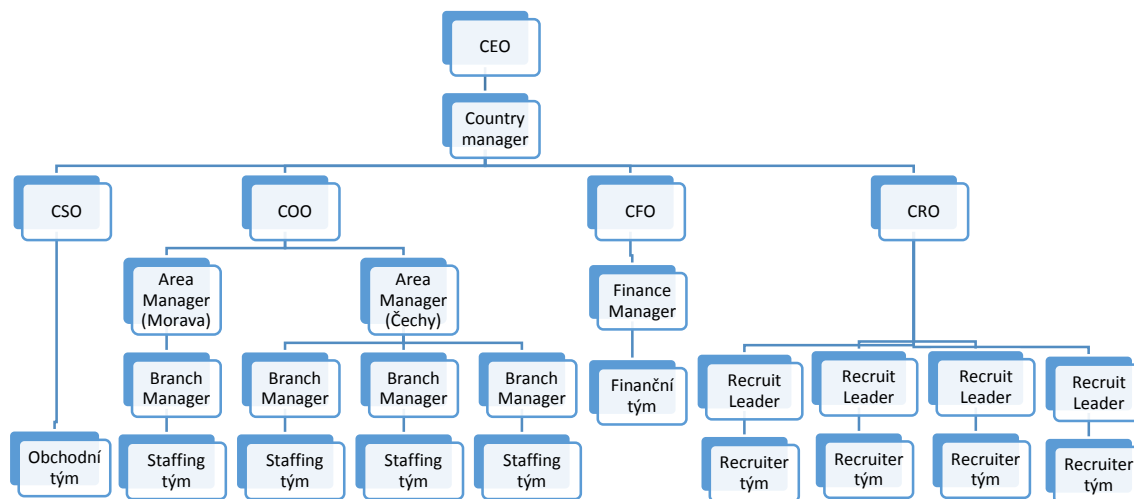 CEO
Country
manager
CSO
COO
CFO
CRO
Area
Manager
(Morava)
Area
Manager
(Čechy)
Finance
Manager
Branch
Manager
Branch
Manager
Branch
Manager
Branch
Manager
Finanční
tým
Recruit
Leader
Recruit
Leader
Recruit
Leader
Recruit
Leader
Obchodní
tým
Staffing
tým
Staffing
tým
Staffing
tým
Staffing
tým
Recruiter
tým
Recruiter
tým
Recruiter
tým
Recruiter
tým